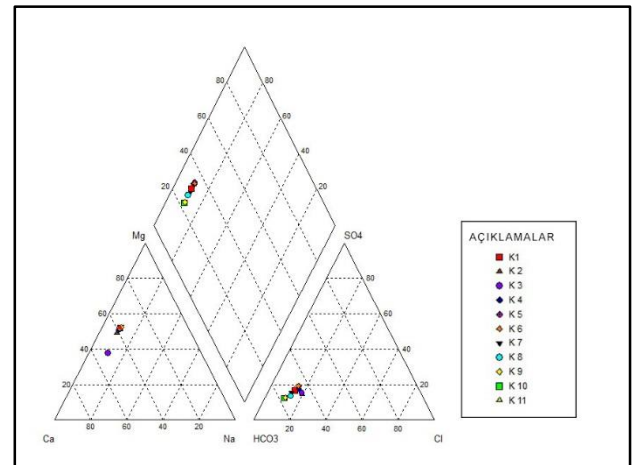 80 80
60 60
40 40
20 20
Mg SO4
80 80
60 60
40 40
20 20
80 60 40 20 20 40 60 80
Ca Na HCO3 Cl
AÇIKLAMALAR
K1
K 2
K 3
K 4
K 5
K 6
K 7
K 8
K 9
K 10
K 11